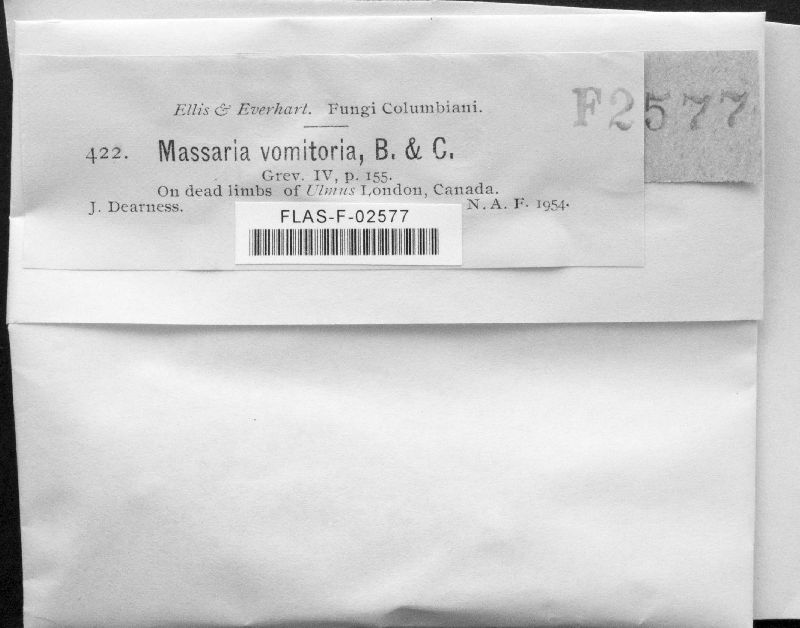 Ellis & Everhart. Fungi Columbiani.
F2577
422. Massaria vomitoria, B. & C.
Grev. IV, p. 155.
On dead limbs of Ulmus London, Canada.
J. Dearness. N. A. F. 1954.
FLAS-F-02577